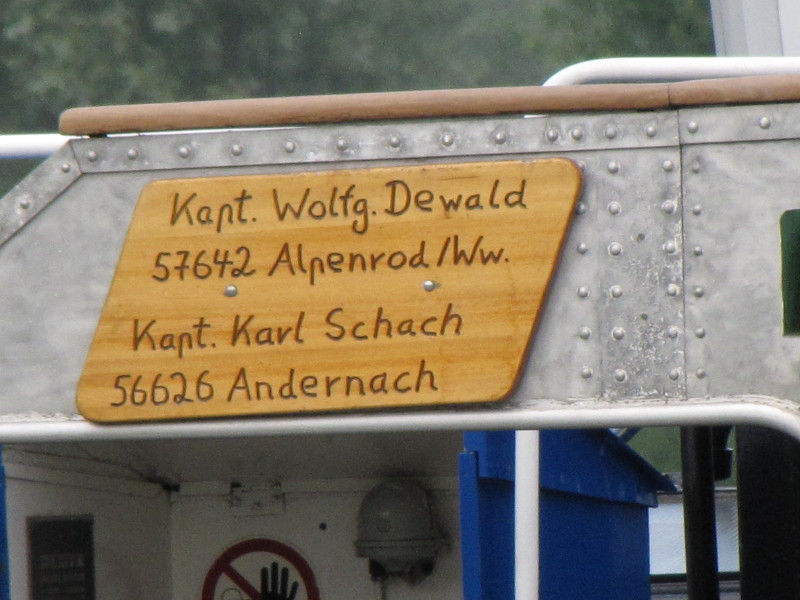 Kapt. Wolfg. Dewald
57642 Alpenrod/Ww.
Kapt. Karl Schach
56626 Andernach